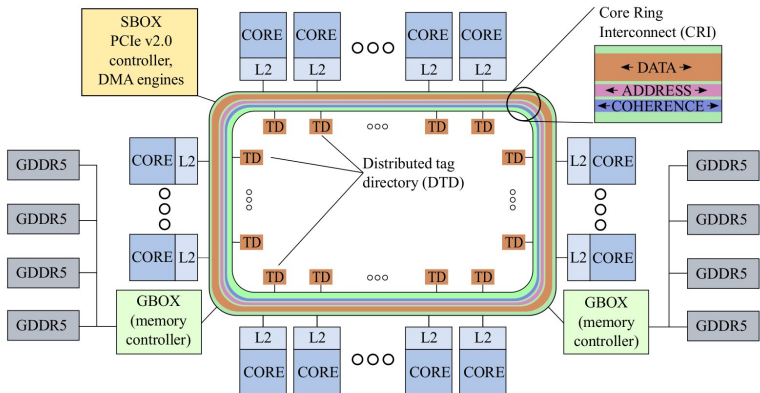 SBOX
PCIe v2.0
controller,
DMA engines
CORE CORE CORE CORE
L2 L2 L2 L2
Core Ring
Interconnect (CRI)
DATA
ADDRESS
COHERENCE
TD TD TD TD
GDDR5
GDDR5
GDDR5
GDDR5
CORE L2
CORE L2
TD
TD
Distributed tag
directory (DTD)
TD
TD
L2 CORE
L2 CORE
GDDR5
GDDR5
GDDR5
GDDR5
TD TD TD TD
GBOX
(memory
controller)
GBOX
(memory
controller)
L2 L2 L2 L2
CORE CORE CORE CORE